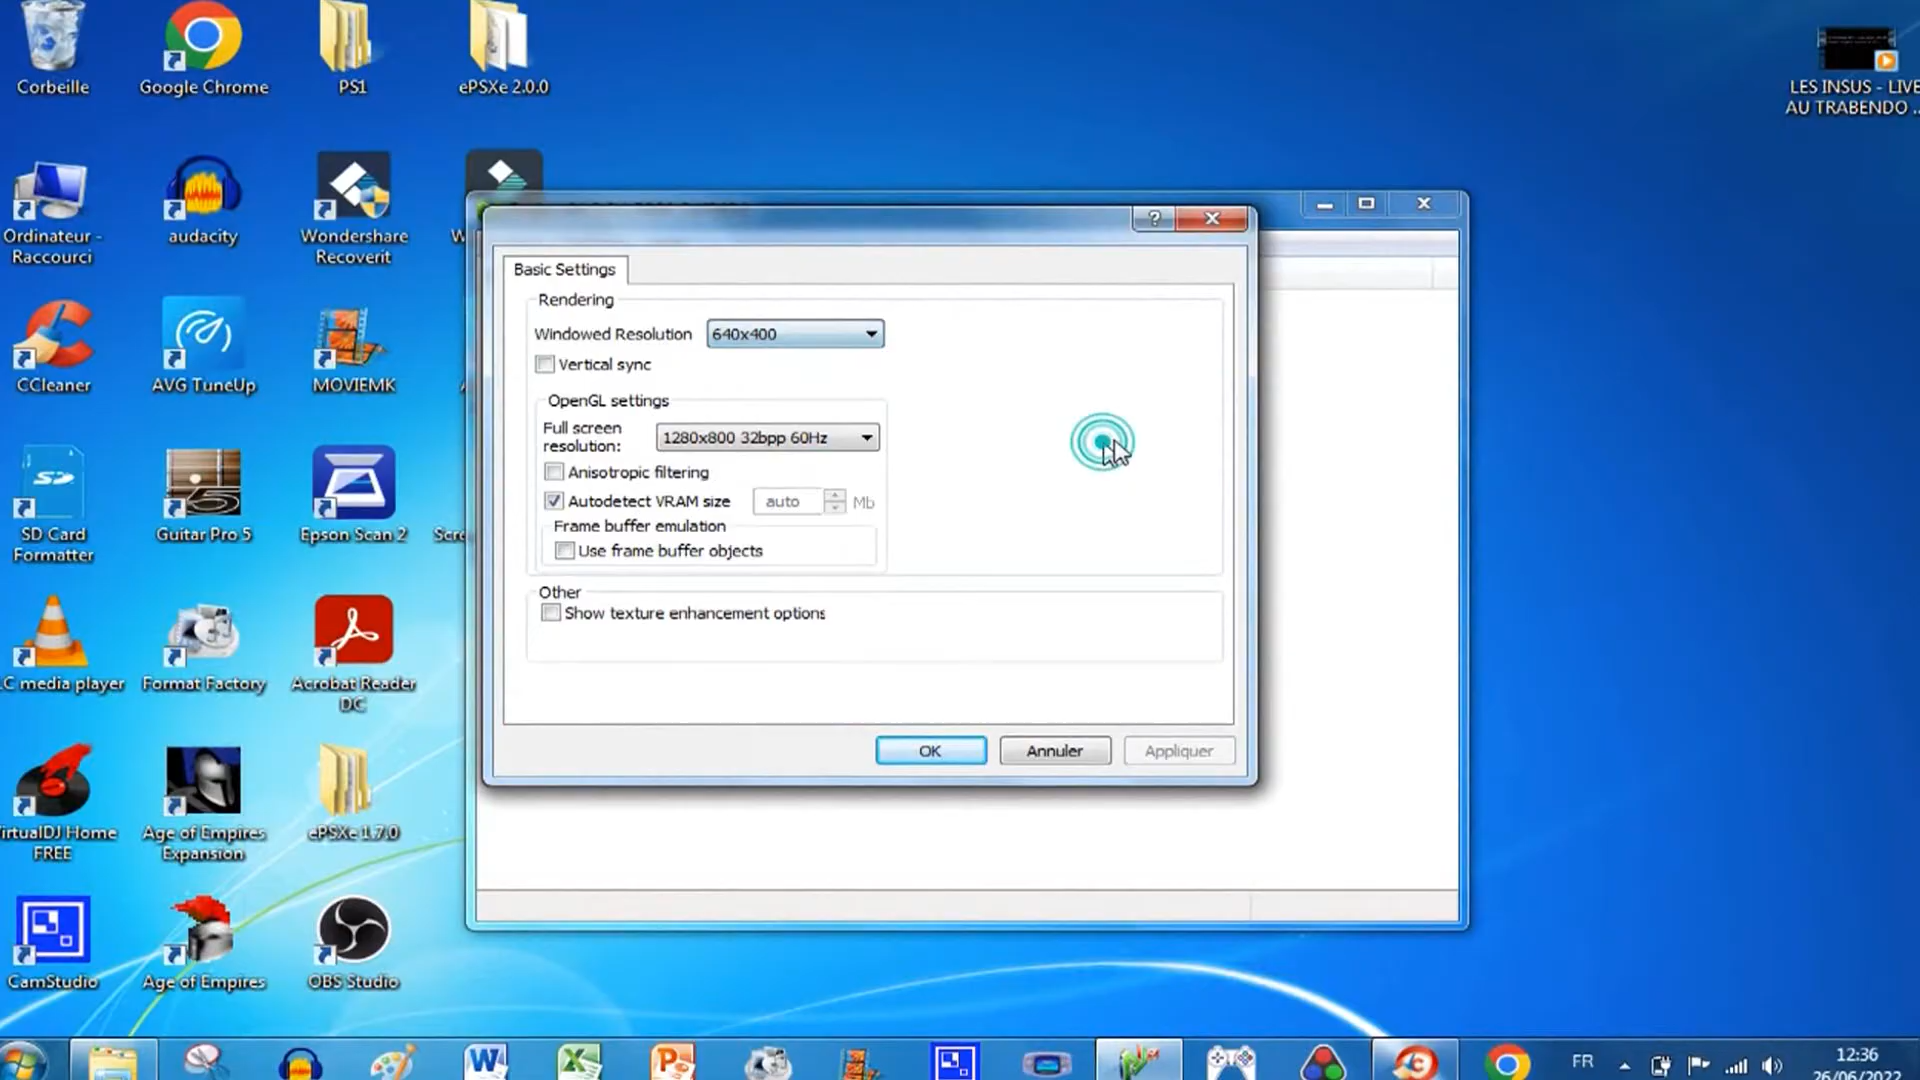 Corbeille
Google Chrome
PS1
ePSXe 2.0.0
LES INSUS - LIVE
AU TRABENDO ...
Ordinateur -
Raccourci
audacity
Wondershare
Recoverit
W
?
Basic Settings
Rendering
Windowed Resolution
640x400
Vertical sync
OpenGL settings
Full screen
resolution:
1280x800 32bpp 60Hz
Anisotropic filtering
Autodetect VRAM size
auto
Mb
Frame buffer emulation
Use frame buffer objects
Other
Show texture enhancement options
OK
Annuler
Appliquer
CCleaner
AVG TuneUp
MOVIEMK
SD
SD Card
Formatter
5
Guitar Pro 5
Epson Scan 2
Scre
LC media player
Format Factory
Acrobat Reader
DC
VirtualDJ Home
FREE
Age of Empires
Expansion
ePSXe 1.7.0
CamStudio
Age of Empires
OBS Studio
FR
12:36
26/06/2022